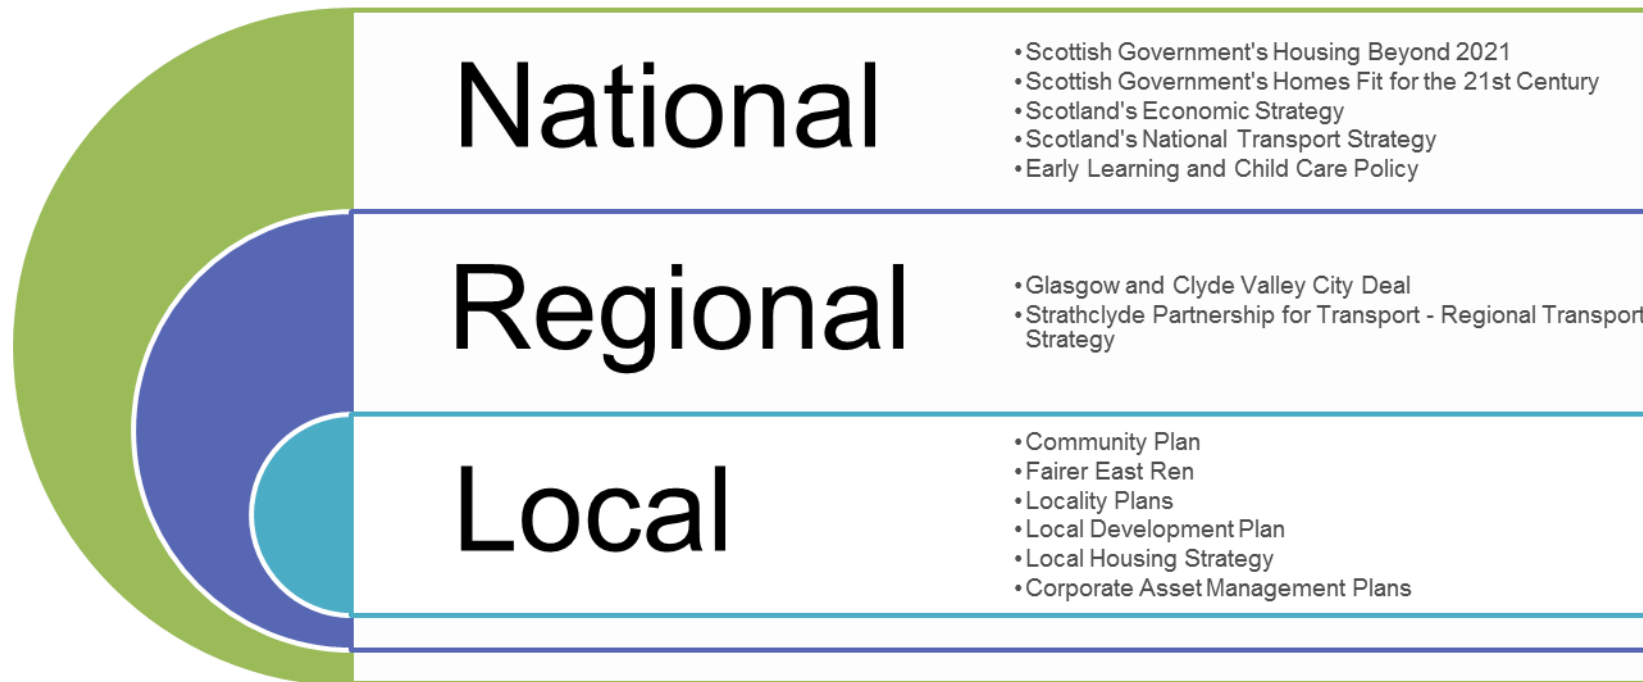 National
•Scottish Government's Housing Beyond 2021
•Scottish Government's Homes Fit for the 21st Century
•Scotland's Economic Strategy
•Scotland's National Transport Strategy
•Early Learning and Child Care Policy
Regional
•Glasgow and Clyde Valley City Deal
•Strathclyde Partnership for Transport - Regional Transport
Strategy
Local
•Community Plan
•Fairer East Ren
•Locality Plans
•Local Development Plan
•Local Housing Strategy
•Corporate Asset Management Plans